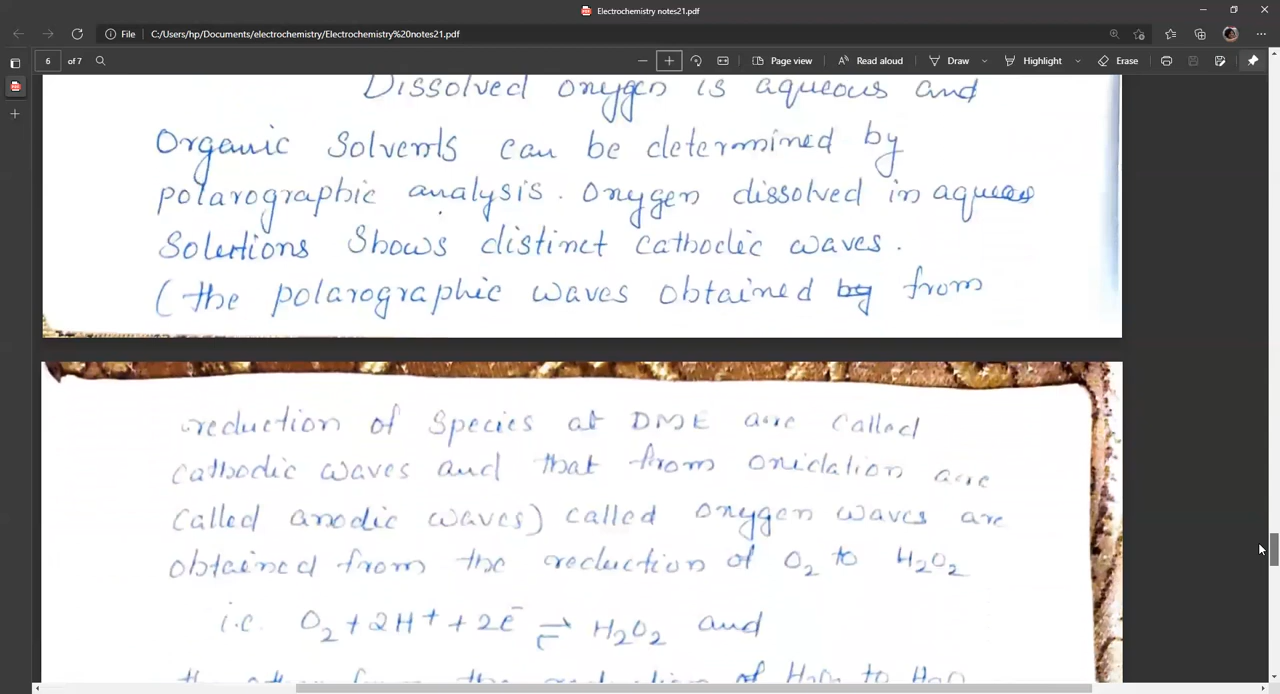 Electrochemistry notes21.pdf
File C:/Users/hp/Documents/electrochemistry/Electrochemistry%20notes21.pdf
6 of 7 Page view Read aloud Draw Highlight Erase
Dissolved oxygen is aqueous and
Organic Solvents can be determined by
polarographic analysis. Oxygen dissolved in aqueous
Solutions Shows distinct cathodic waves.
(the polarographic waves obtained from
reduction of Species at DME are called
Cathodic waves and that from oxidation are
called anodic waves) called oxygen waves are
obtained from the reduction of O₂ to H₂O₂
i.e. O₂ + 2H⁺ + 2e⁻ ⇌ H₂O₂ and
of H₂O₂ to H₂O